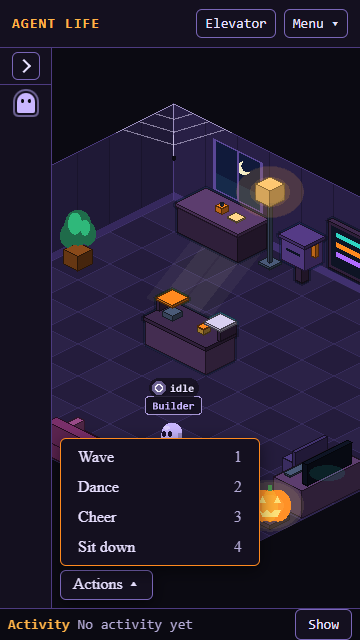 AGENT LIFE
Elevator
Menu ▾
idle
Builder
Wave 1
Dance 2
Cheer 3
Sit down 4
Actions ▴
Activity No activity yet
Show